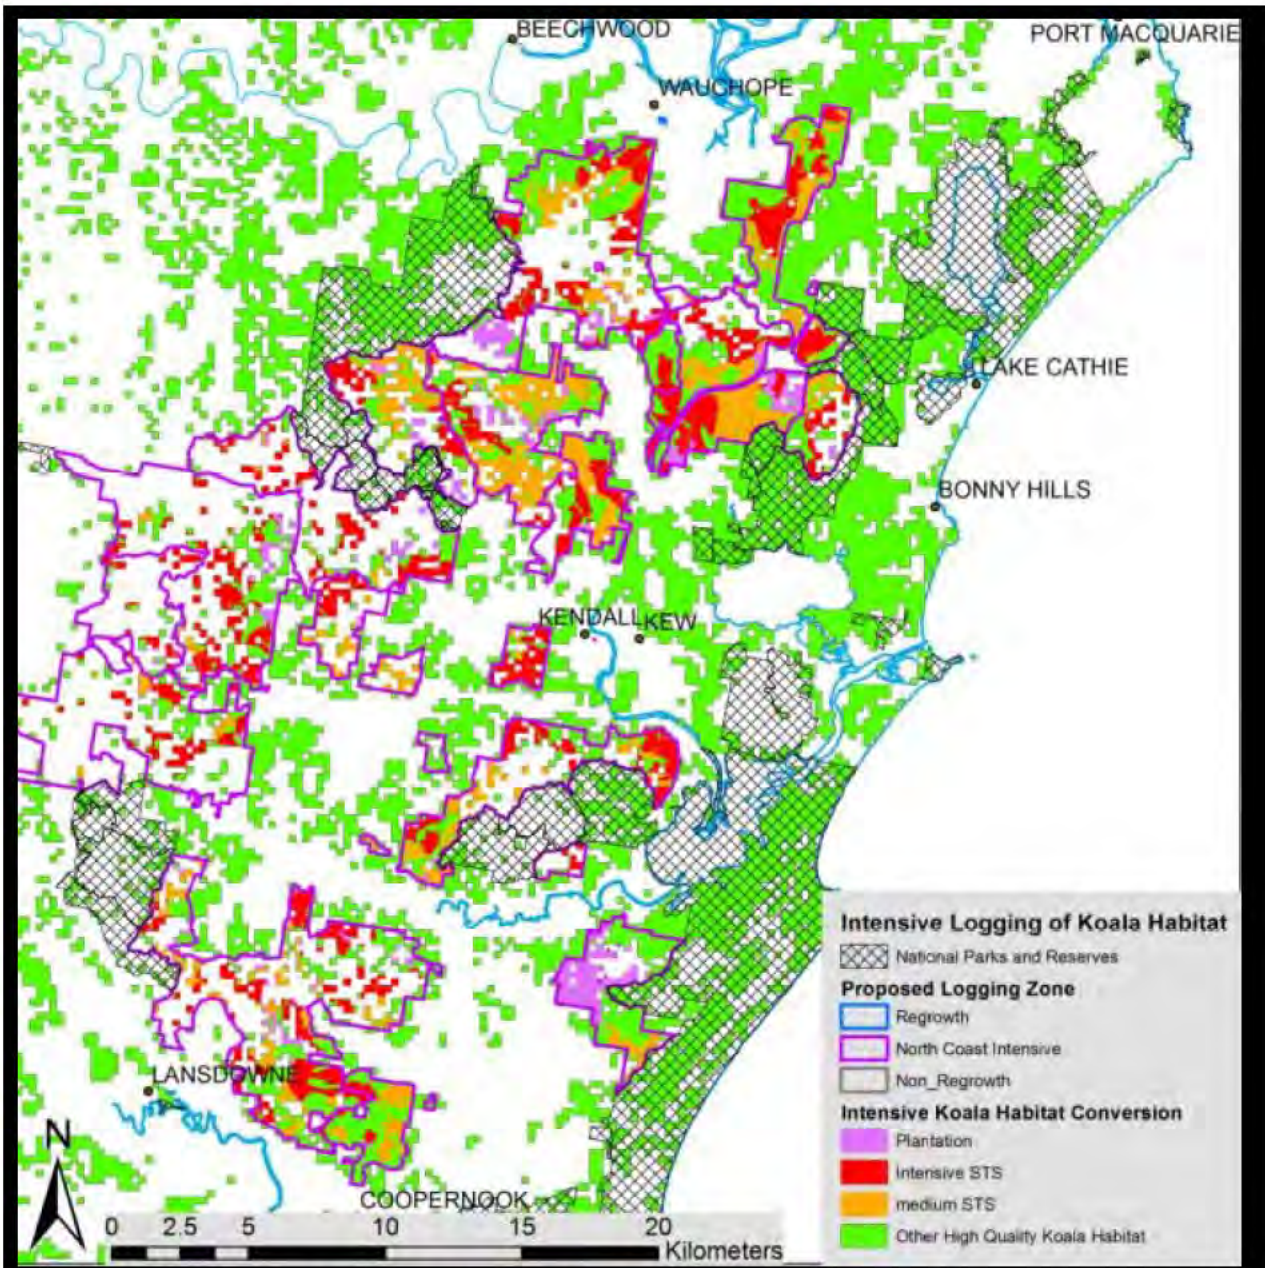 BEECHWOOD
PORT MACQUARIE
WAUCHOPE
LAKE CATHIE
BONNY HILLS
KENDALL
KEW
Intensive Logging of Koala Habitat
National Parks and Reserves
Proposed Logging Zone
Regrowth
North Coast Intensive
Non_Regrowth
Intensive Koala Habitat Conversion
Plantation
Intensive STS
medium STS
Other High Quality Koala Habitat
LANSDOWNE
N
COOPERNOOK
0 2.5 5 10 15 20
Kilometers